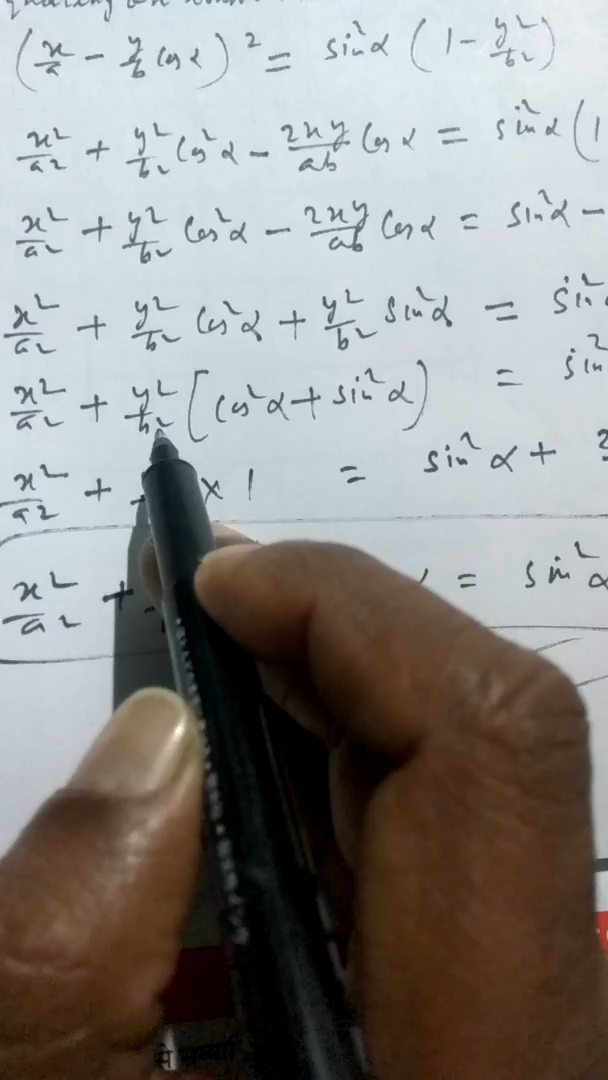 (x/a - y/b cos α)² = sin²α (1 - y²/b²)
x²/a² + y²/b² cos²α - 2xy/ab cos α = sin²α (1
x²/a² + y²/b² cos²α - 2xy/ab cos α = sin²α -
x²/a² + y²/b² cos²α + y²/b² sin²α = sin
x²/a² + y²/b² [cos²α + sin²α) = sin²
x²/a² + × 1 = sin²α +
x²/a² + = sin²α